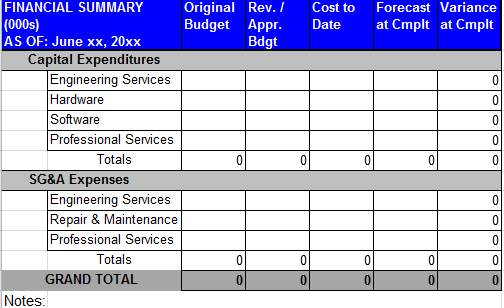 FINANCIAL SUMMARY Original Rev. / Cost to Forecast Variance
(000s) Budget Appr. Date at Cmplt at Cmplt
AS OF: June xx, 20xx Bdgt
Capital Expenditures
Engineering Services 0
Hardware 0
Software 0
Professional Services 0
Totals 0 0 0 0 0
SG&A Expenses
Engineering Services 0
Repair & Maintenance 0
Professional Services 0
Totals 0 0 0 0 0
GRAND TOTAL 0 0 0 0 0
Notes: